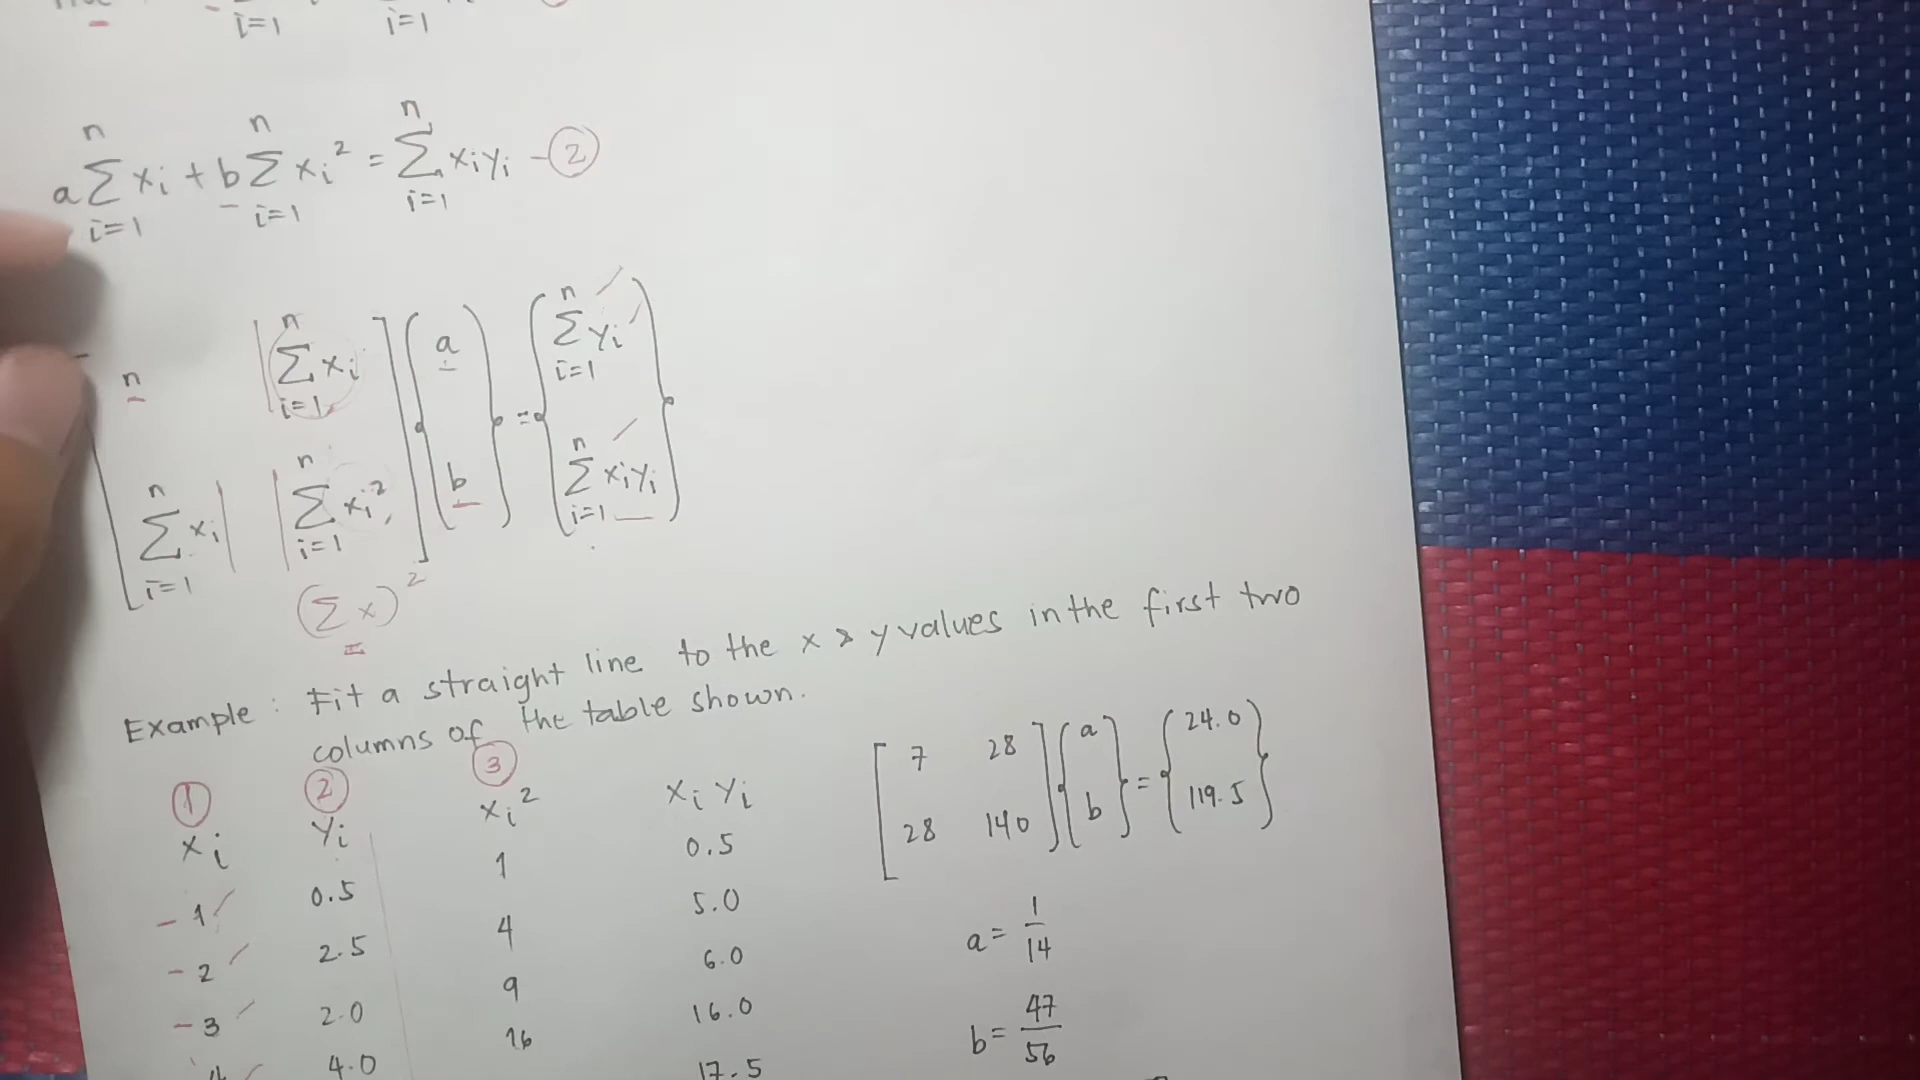 i=1 i=1
n n n
a∑xi + b∑xi² = ∑xiyi -②
i=1 i=1 i=1
n n
n ∑xi a ∑yi
i=1 = i=1
n n n
∑xi ∑xi² b ∑xiyi
i=1 i=1 i=1
(∑x)²
Example: Fit a straight line to the x & y values in the first two
columns of the table shown.
① ② ③
xi yi xi² xi yi
-1 0.5 1 0.5
-2 2.5 4 5.0
-3 2.0 9 6.0
4 4.0 16 16.0
17.5
[7 28] {a} = {24.0}
[28 140] {b} {119.5}
a = 1/14
b = 47/56